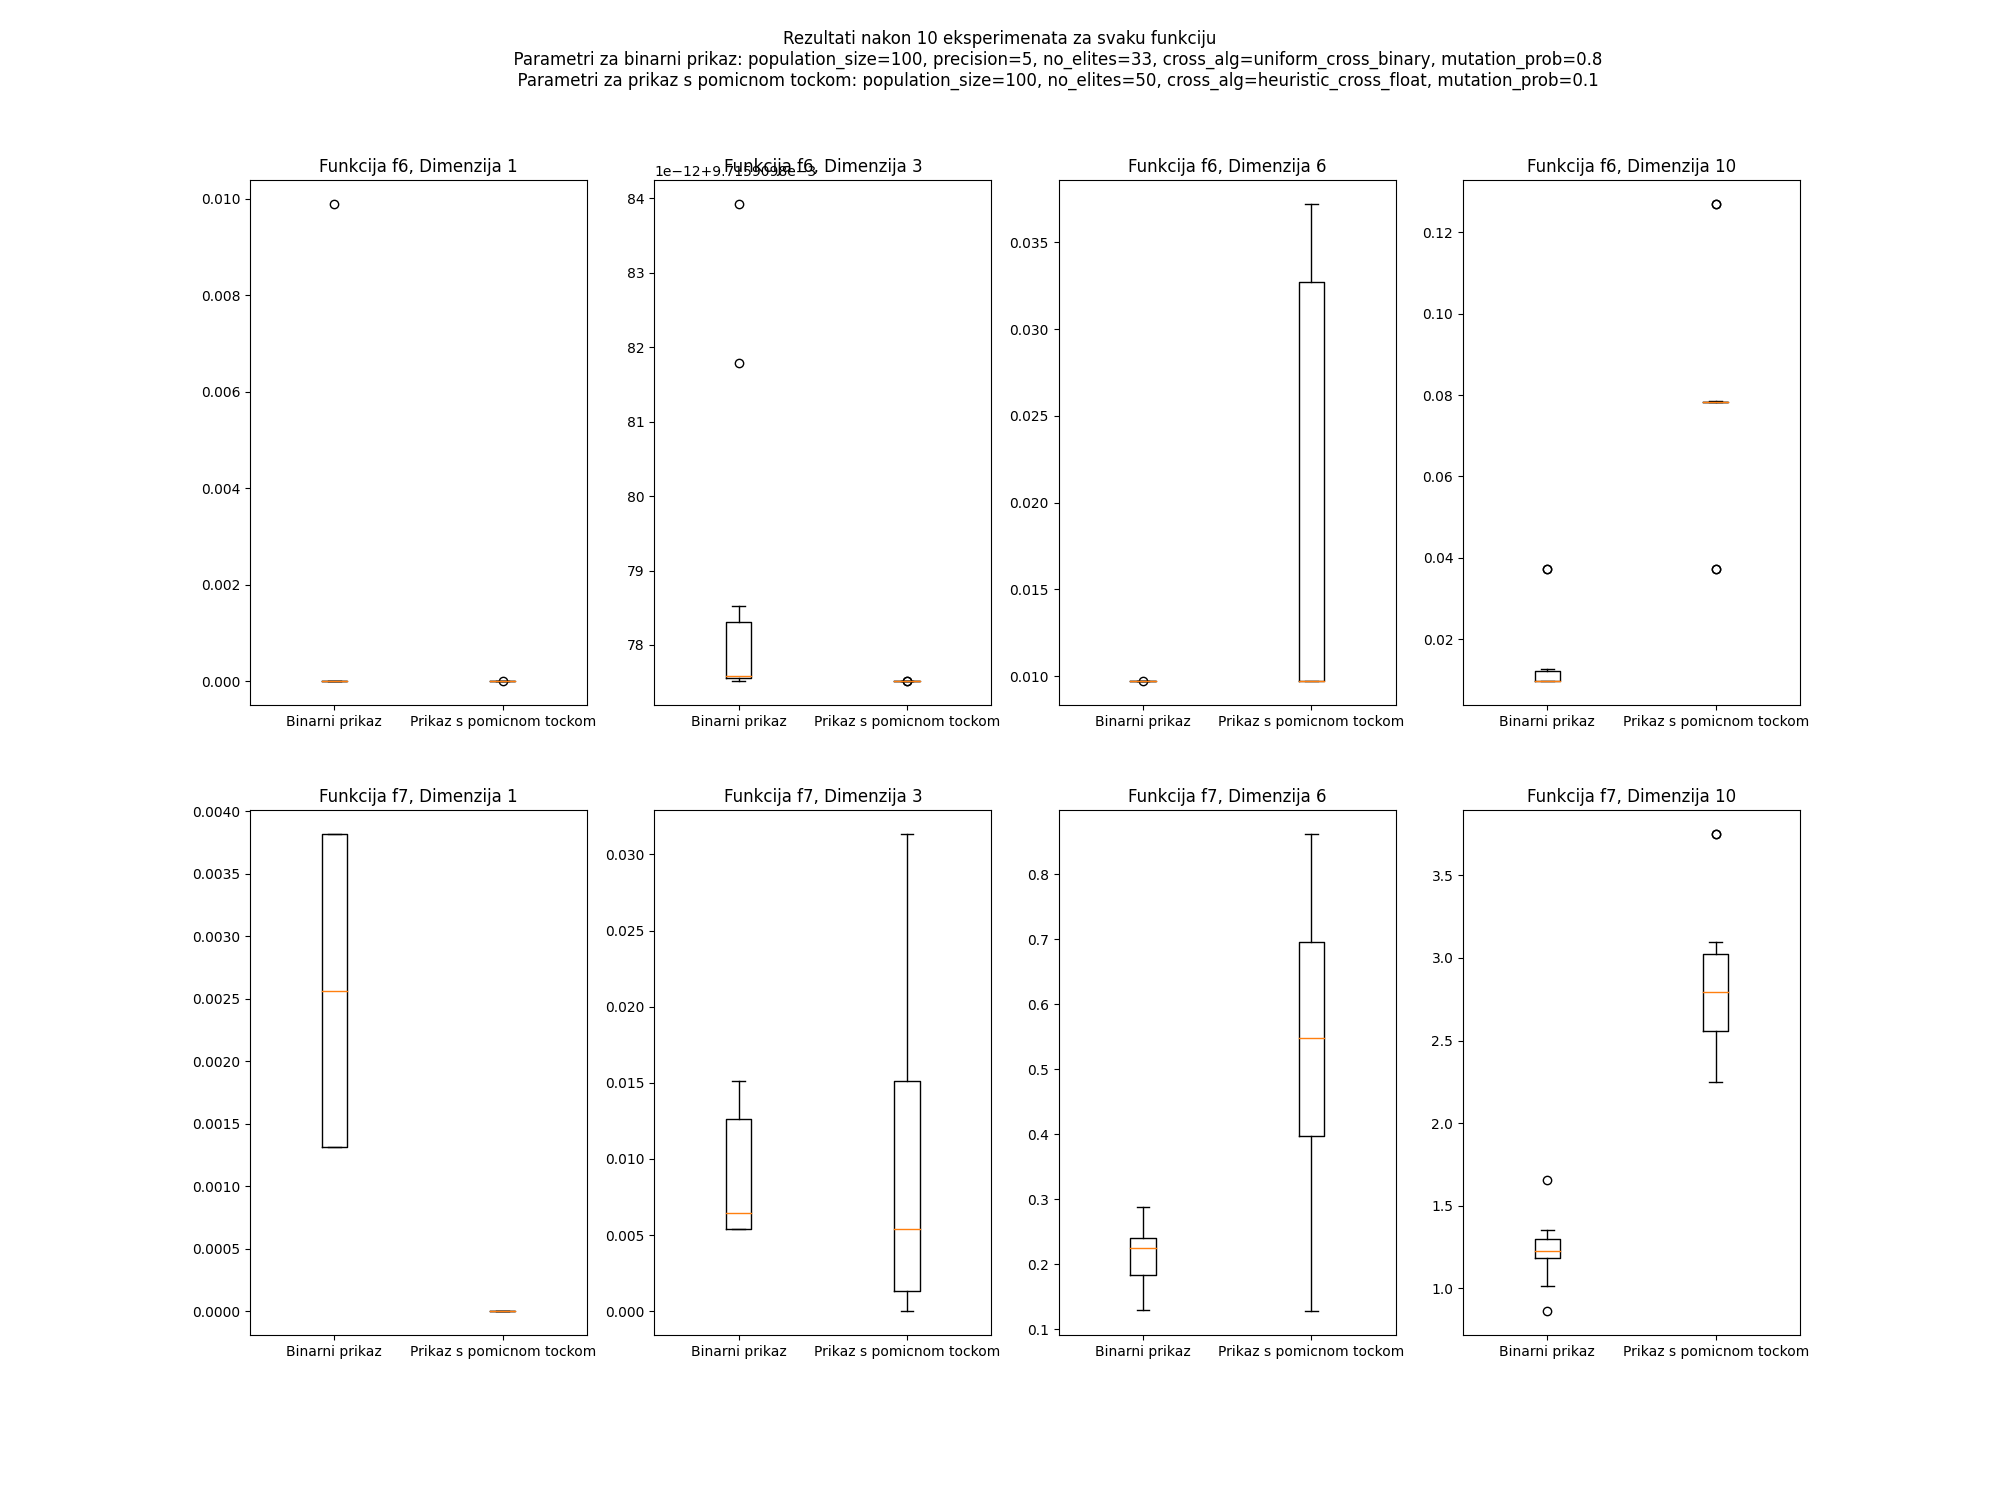 Rezultati nakon 10 eksperimenata za svaku funkciju
Parametri za binarni prikaz: population_size=100, precision=5, no_elites=33, cross_alg=uniform_cross_binary, mutation_prob=0.8
Parametri za prikaz s pomicnom tockom: population_size=100, no_elites=50, cross_alg=heuristic_cross_float, mutation_prob=0.1
Funkcija f6, Dimenzija 1
0.010
0.008
0.006
0.004
0.002
0.000
Binarni prikaz
Prikaz s pomicnom tockom
Funkcija f6, Dimenzija 3
84
83
82
81
80
79
78
Binarni prikaz
Prikaz s pomicnom tockom
Funkcija f6, Dimenzija 6
0.035
0.030
0.025
0.020
0.015
0.010
Binarni prikaz
Prikaz s pomicnom tockom
Funkcija f6, Dimenzija 10
0.12
0.10
0.08
0.06
0.04
0.02
Binarni prikaz
Prikaz s pomicnom tockom
Funkcija f7, Dimenzija 1
0.0040
0.0035
0.0030
0.0025
0.0020
0.0015
0.0010
0.0005
0.0000
Binarni prikaz
Prikaz s pomicnom tockom
Funkcija f7, Dimenzija 3
0.030
0.025
0.020
0.015
0.010
0.005
0.000
Binarni prikaz
Prikaz s pomicnom tockom
Funkcija f7, Dimenzija 6
0.8
0.7
0.6
0.5
0.4
0.3
0.2
0.1
Binarni prikaz
Prikaz s pomicnom tockom
Funkcija f7, Dimenzija 10
3.5
3.0
2.5
2.0
1.5
1.0
Binarni prikaz
Prikaz s pomicnom tockom